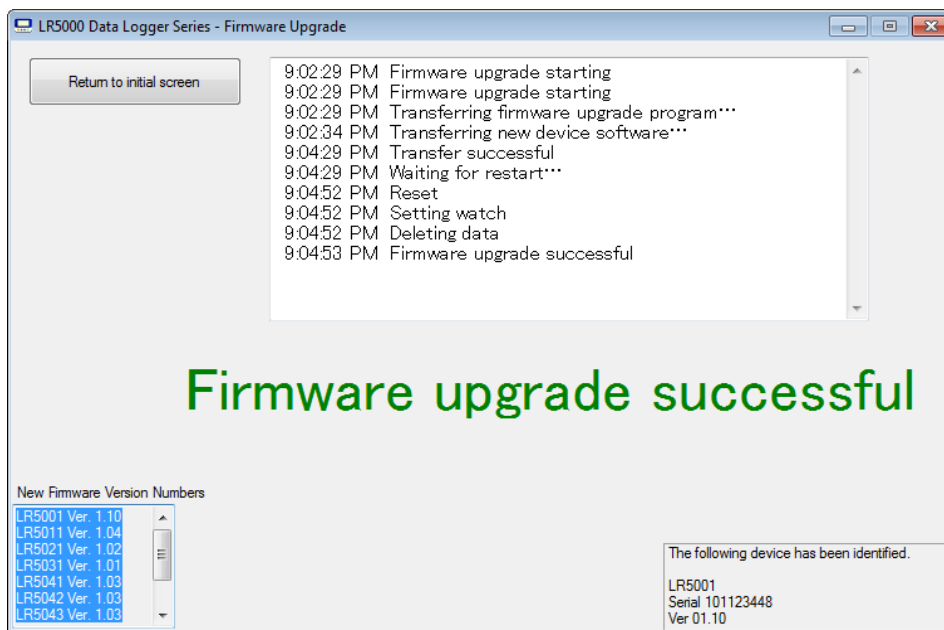 LR5000 Data Logger Series - Firmware Upgrade
Return to initial screen
9:02:29 PM Firmware upgrade starting
9:02:29 PM Firmware upgrade starting
9:02:29 PM Transferring firmware upgrade program…
9:02:34 PM Transferring new device software…
9:04:29 PM Transfer successful
9:04:29 PM Waiting for restart…
9:04:52 PM Reset
9:04:52 PM Setting watch
9:04:52 PM Deleting data
9:04:53 PM Firmware upgrade successful
Firmware upgrade successful
New Firmware Version Numbers
LR5001 Ver. 1.10
LR5011 Ver. 1.04
LR5021 Ver. 1.02
LR5031 Ver. 1.01
LR5041 Ver. 1.03
LR5042 Ver. 1.03
LR5043 Ver. 1.03
The following device has been identified.
LR5001
Serial 101123448
Ver 01.10